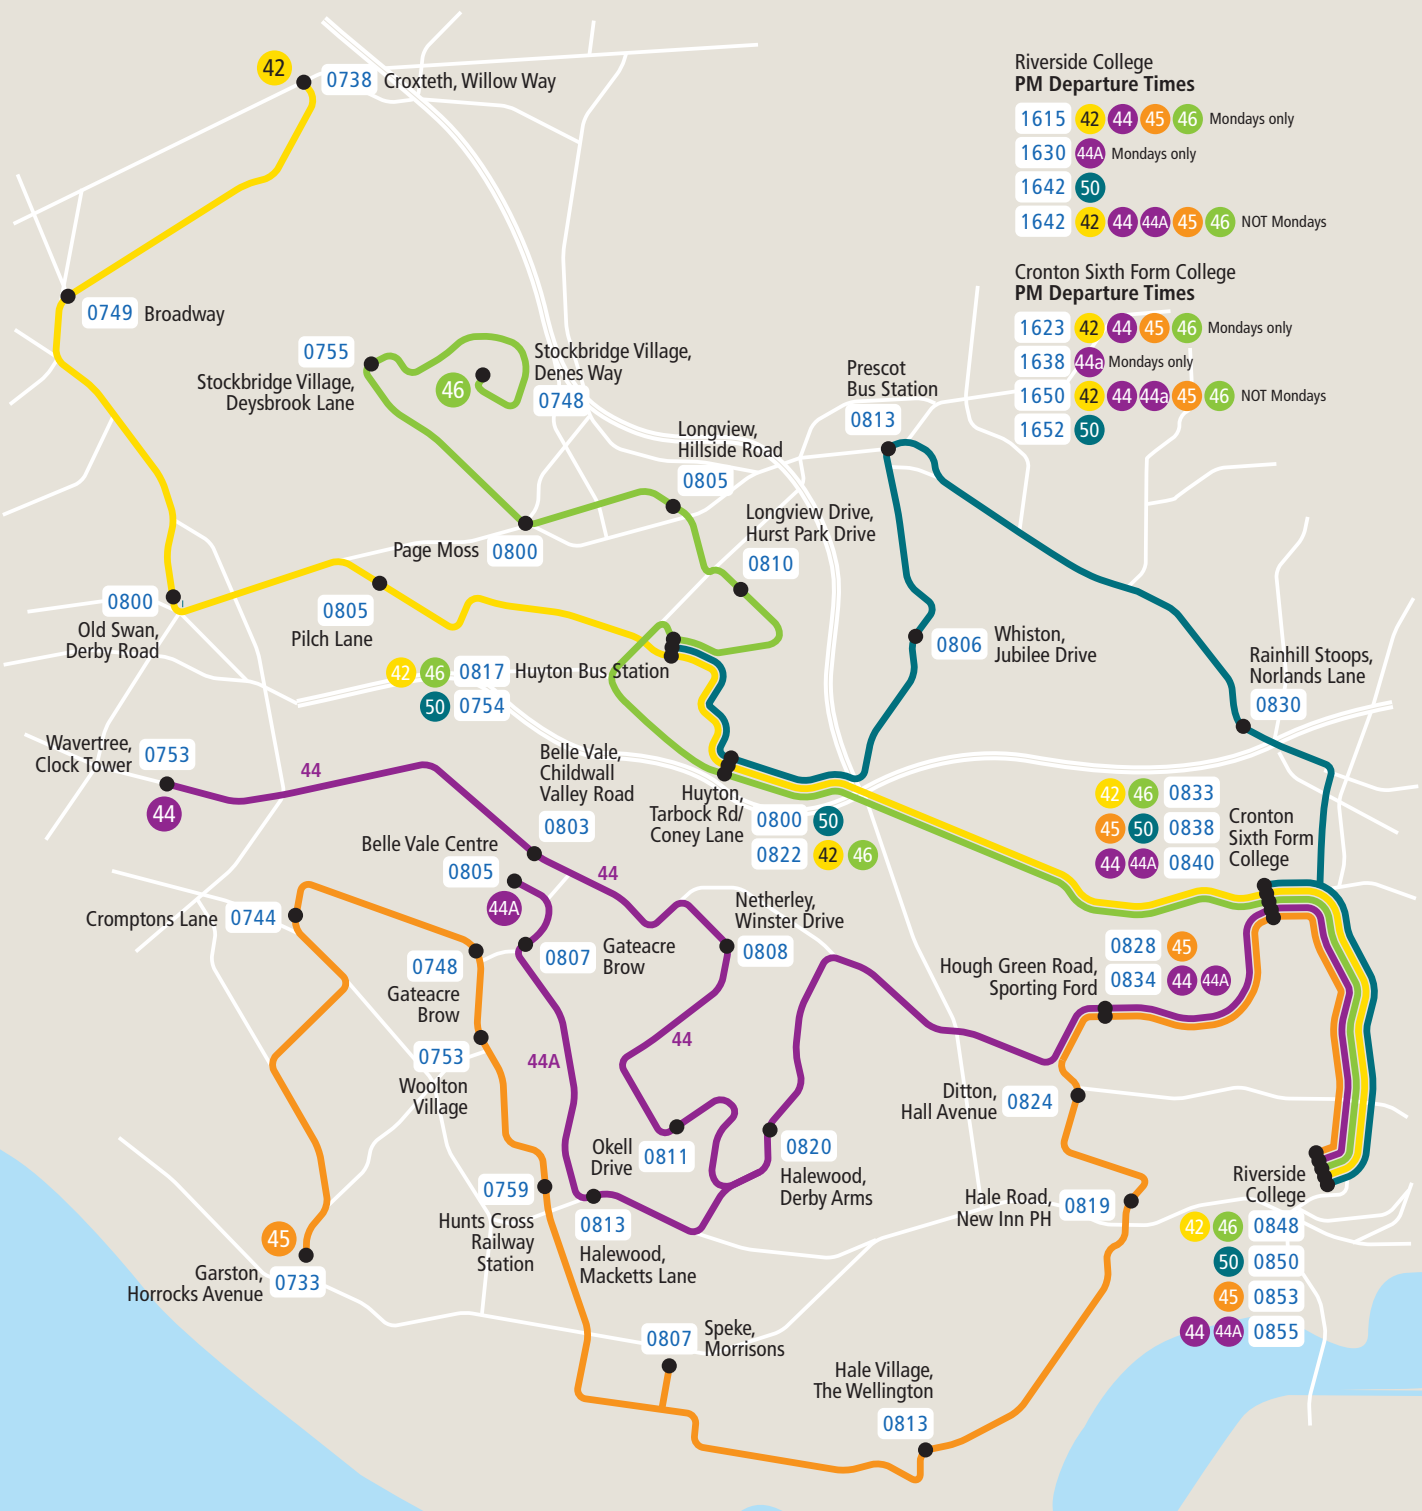 42
0738 Croxteth, Willow Way
Riverside College
PM Departure Times
1615 42 44 45 46 Mondays only
1630 44A Mondays only
1642 50
1642 42 44 44A 45 46 NOT Mondays
Cronton Sixth Form College
PM Departure Times
1623 42 44 45 46 Mondays only
1638 44a Mondays only
1650 42 44 44a 45 46 NOT Mondays
1652 50
0749 Broadway
0755
Stockbridge Village,
Deysbrook Lane
46
Stockbridge Village,
Denes Way
0748
Prescot
Bus Station
0813
Longview,
Hillside Road
0805
Longview Drive,
Hurst Park Drive
0810
Page Moss 0800
0800
Old Swan,
Derby Road
0805
Pilch Lane
42 46 0817 Huyton Bus Station
50 0754
0806 Whiston,
Jubilee Drive
Rainhill Stoops,
Norlands Lane
0830
Wavertree,
Clock Tower
0753
44
44
Belle Vale,
Childwall
Valley Road
0803
Huyton,
Tarbock Rd/
Coney Lane
0800 50
0822 42 46
42 46 0833
45 50 0838
44 44A 0840
Cronton
Sixth Form
College
Belle Vale Centre
0805
44A
44
Cromptons Lane 0744
0748
Gateacre
Brow
0807 Gateacre
Brow
Netherley,
Winster Drive
0808
0828 45
0834 44 44A
Hough Green Road,
Sporting Ford
0753
Woolton
Village
44A
44
Ditton,
Hall Avenue
0824
Okell
Drive
0811
0820
Halewood,
Derby Arms
0759
Hunts Cross
Railway
Station
0813
Halewood,
Macketts Lane
Hale Road,
New Inn PH
0819
Riverside
College
42 46 0848
50 0850
45 0853
44 44A 0855
45
Garston,
Horrocks Avenue
0733
0807 Speke,
Morrisons
Hale Village,
The Wellington
0813